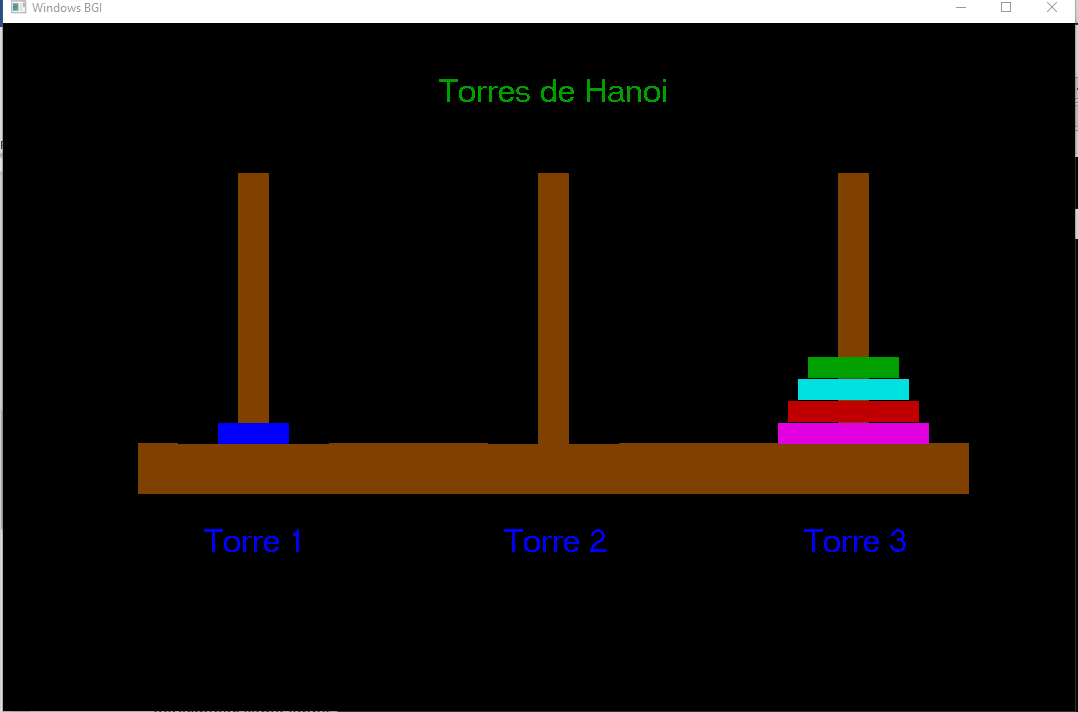 Windows BGI
Torres de Hanoi
Torre 1
Torre 2
Torre 3